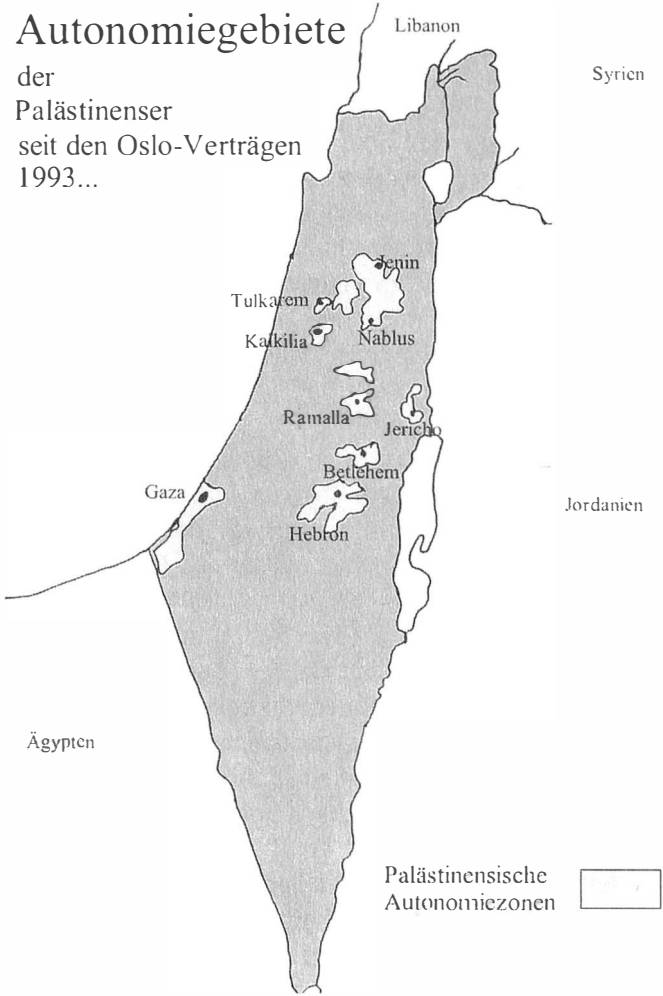 Autonomiegebiete
der
Palästinenser
seit den Oslo-Verträgen
1993...
Libanon
Syrien
Jenin
Tulkarem
Kalkilia
Nablus
Ramalla
Jericho
Betlehem
Gaza
Hebron
Jordanien
Ägypten
Palästinensische
Autonomiezonen